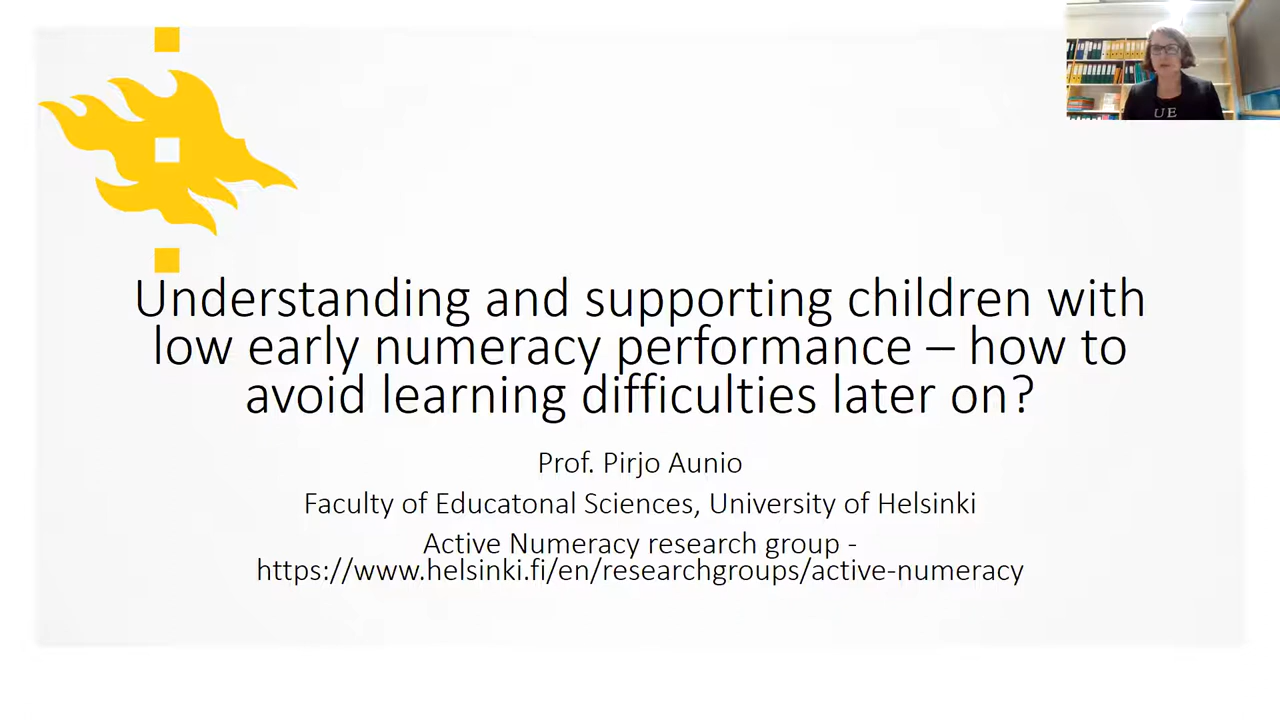 UE
Understanding and supporting children with
low early numeracy performance – how to
avoid learning difficulties later on?
Prof. Pirjo Aunio
Faculty of Educatonal Sciences, University of Helsinki
Active Numeracy research group -
https://www.helsinki.fi/en/researchgroups/active-numeracy